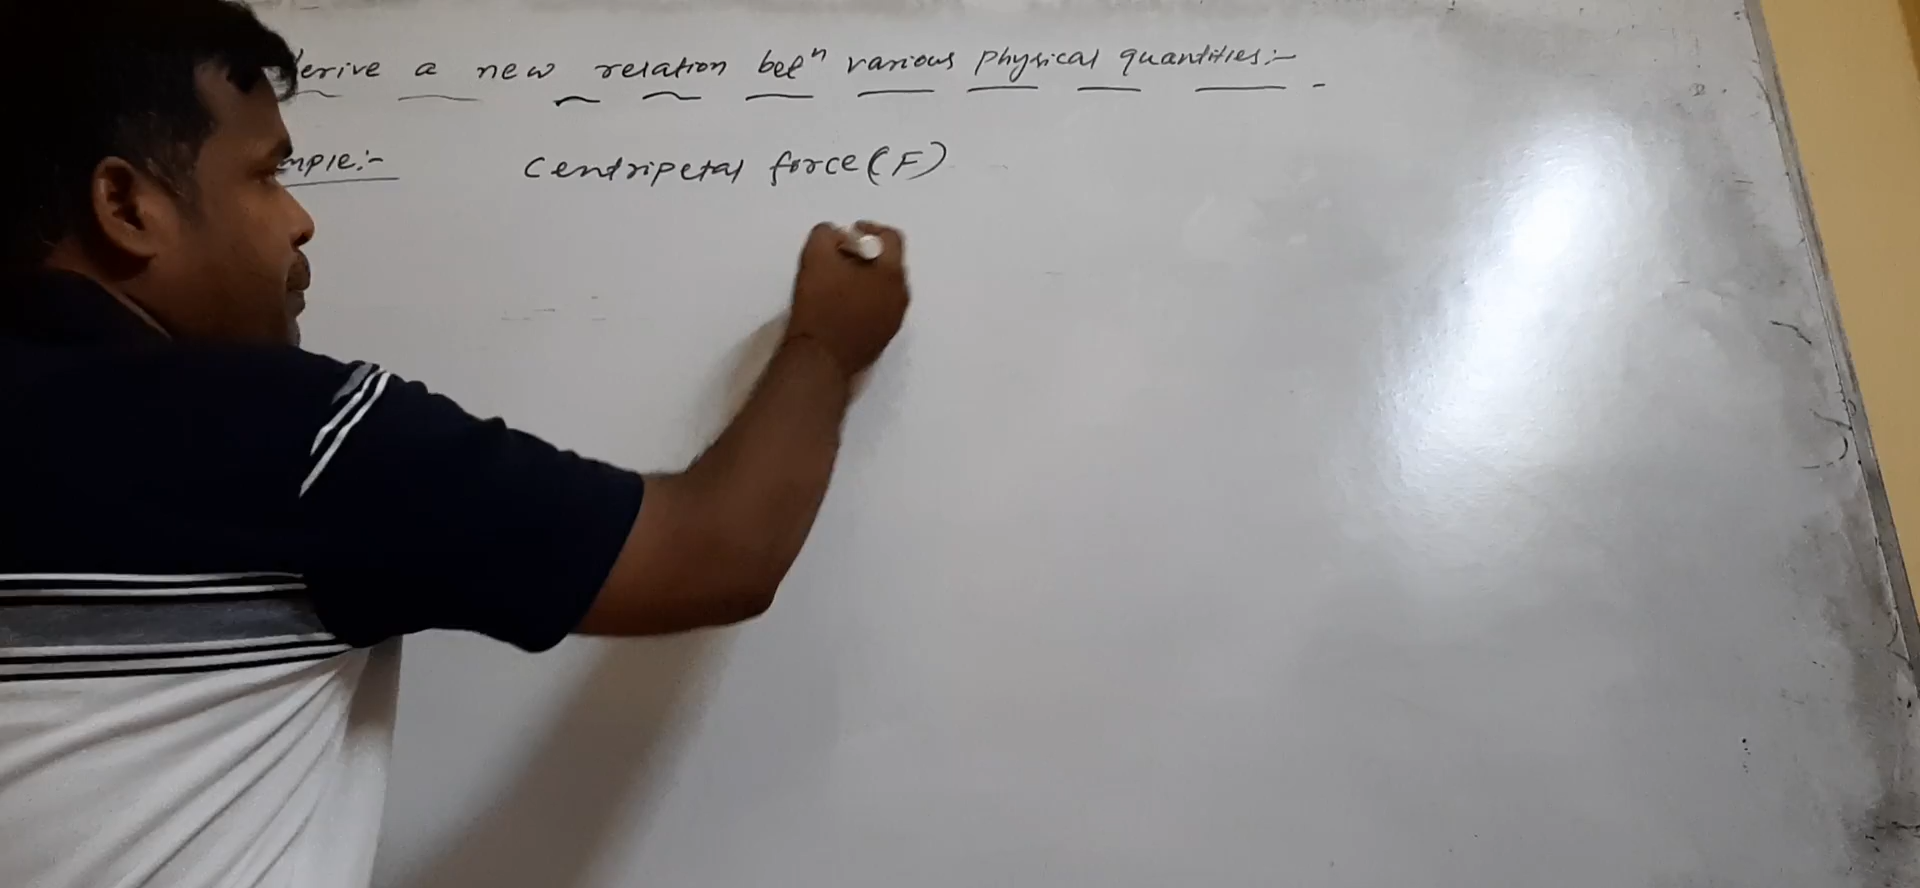 derive a new relation betⁿ various physical quantities:-
mple:- Centripetal force (F)